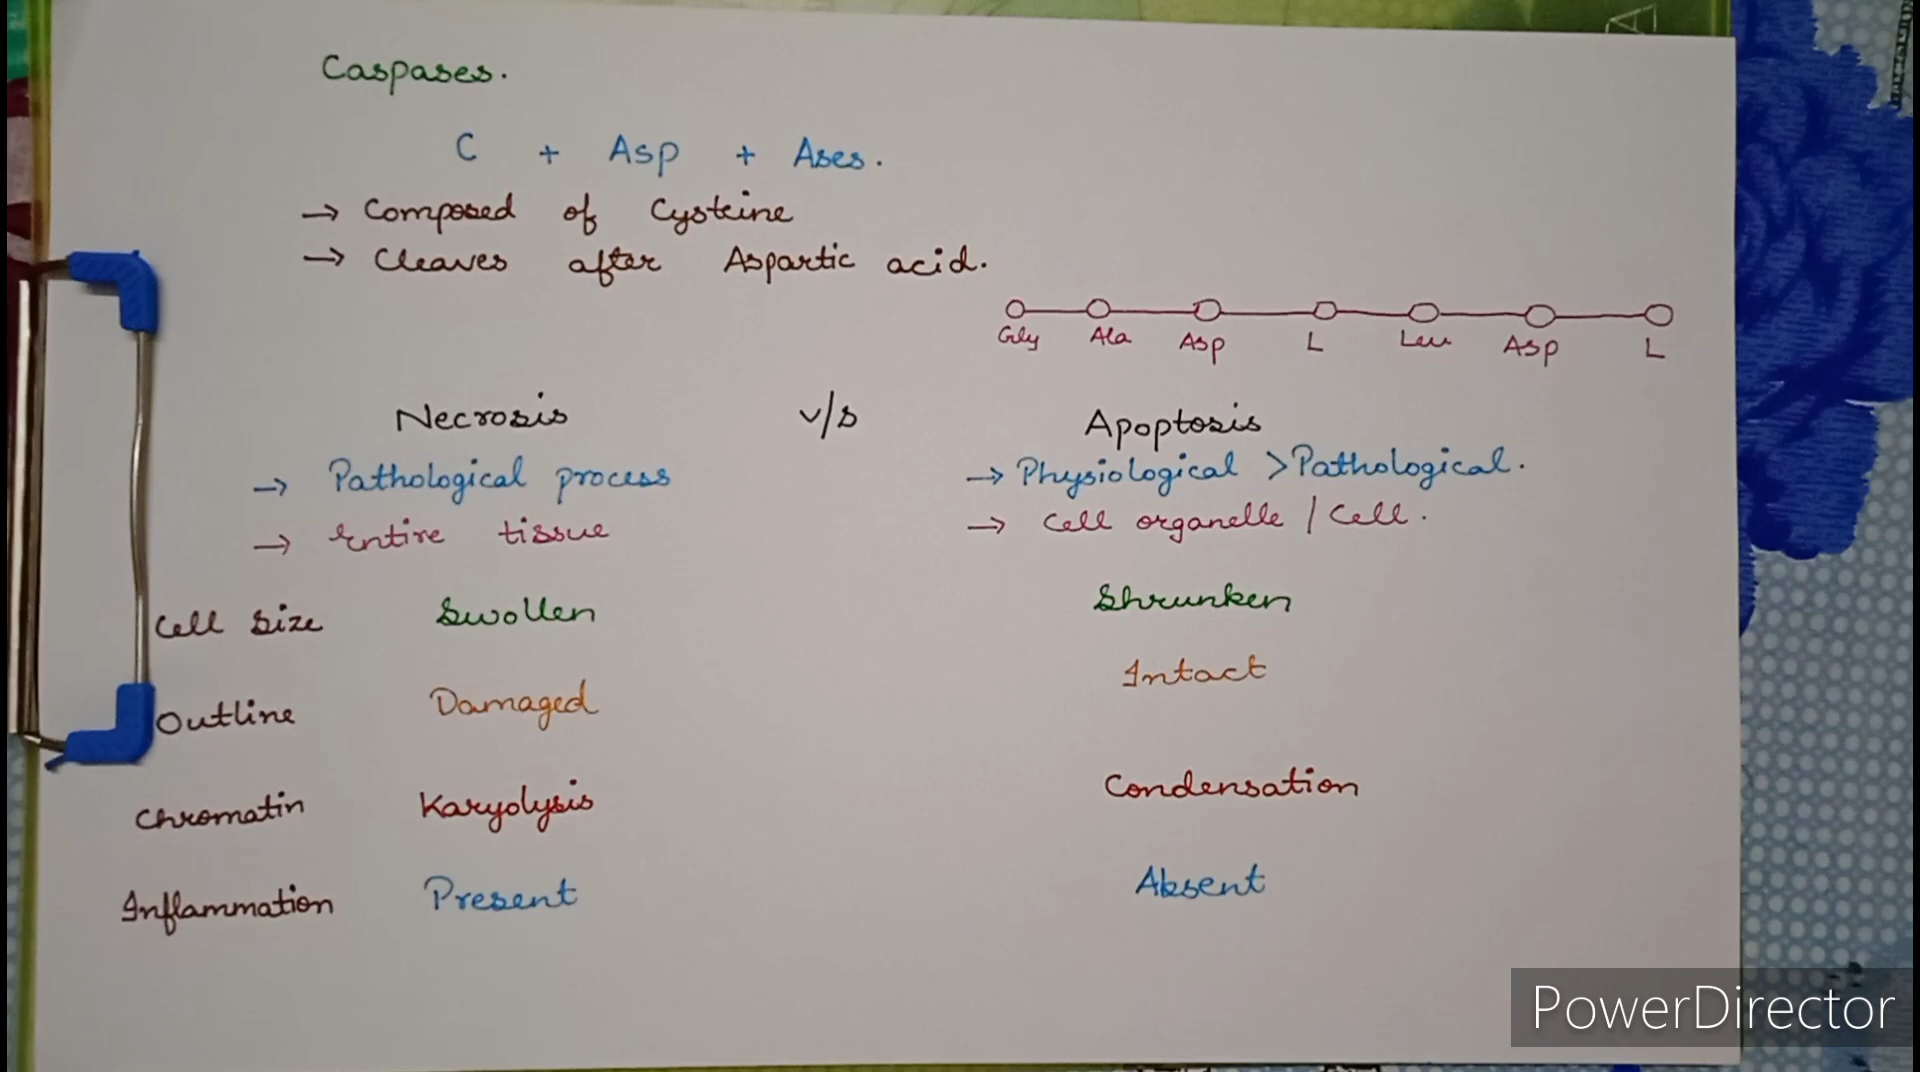 Caspases.
C + Asp + Ases.
→ Composed of Cysteine
→ Cleaves after Aspartic acid.
Gly Ala Asp L Leu Asp L
Necrosis v/s Apoptosis
→ Pathological process → Physiological > Pathological.
→ Entire tissue → Cell organelle / Cell.
Cell size Swollen Shrunken
Outline Damaged Intact
Chromatin Karyolysis Condensation
Inflammation Present Absent
PowerDirector